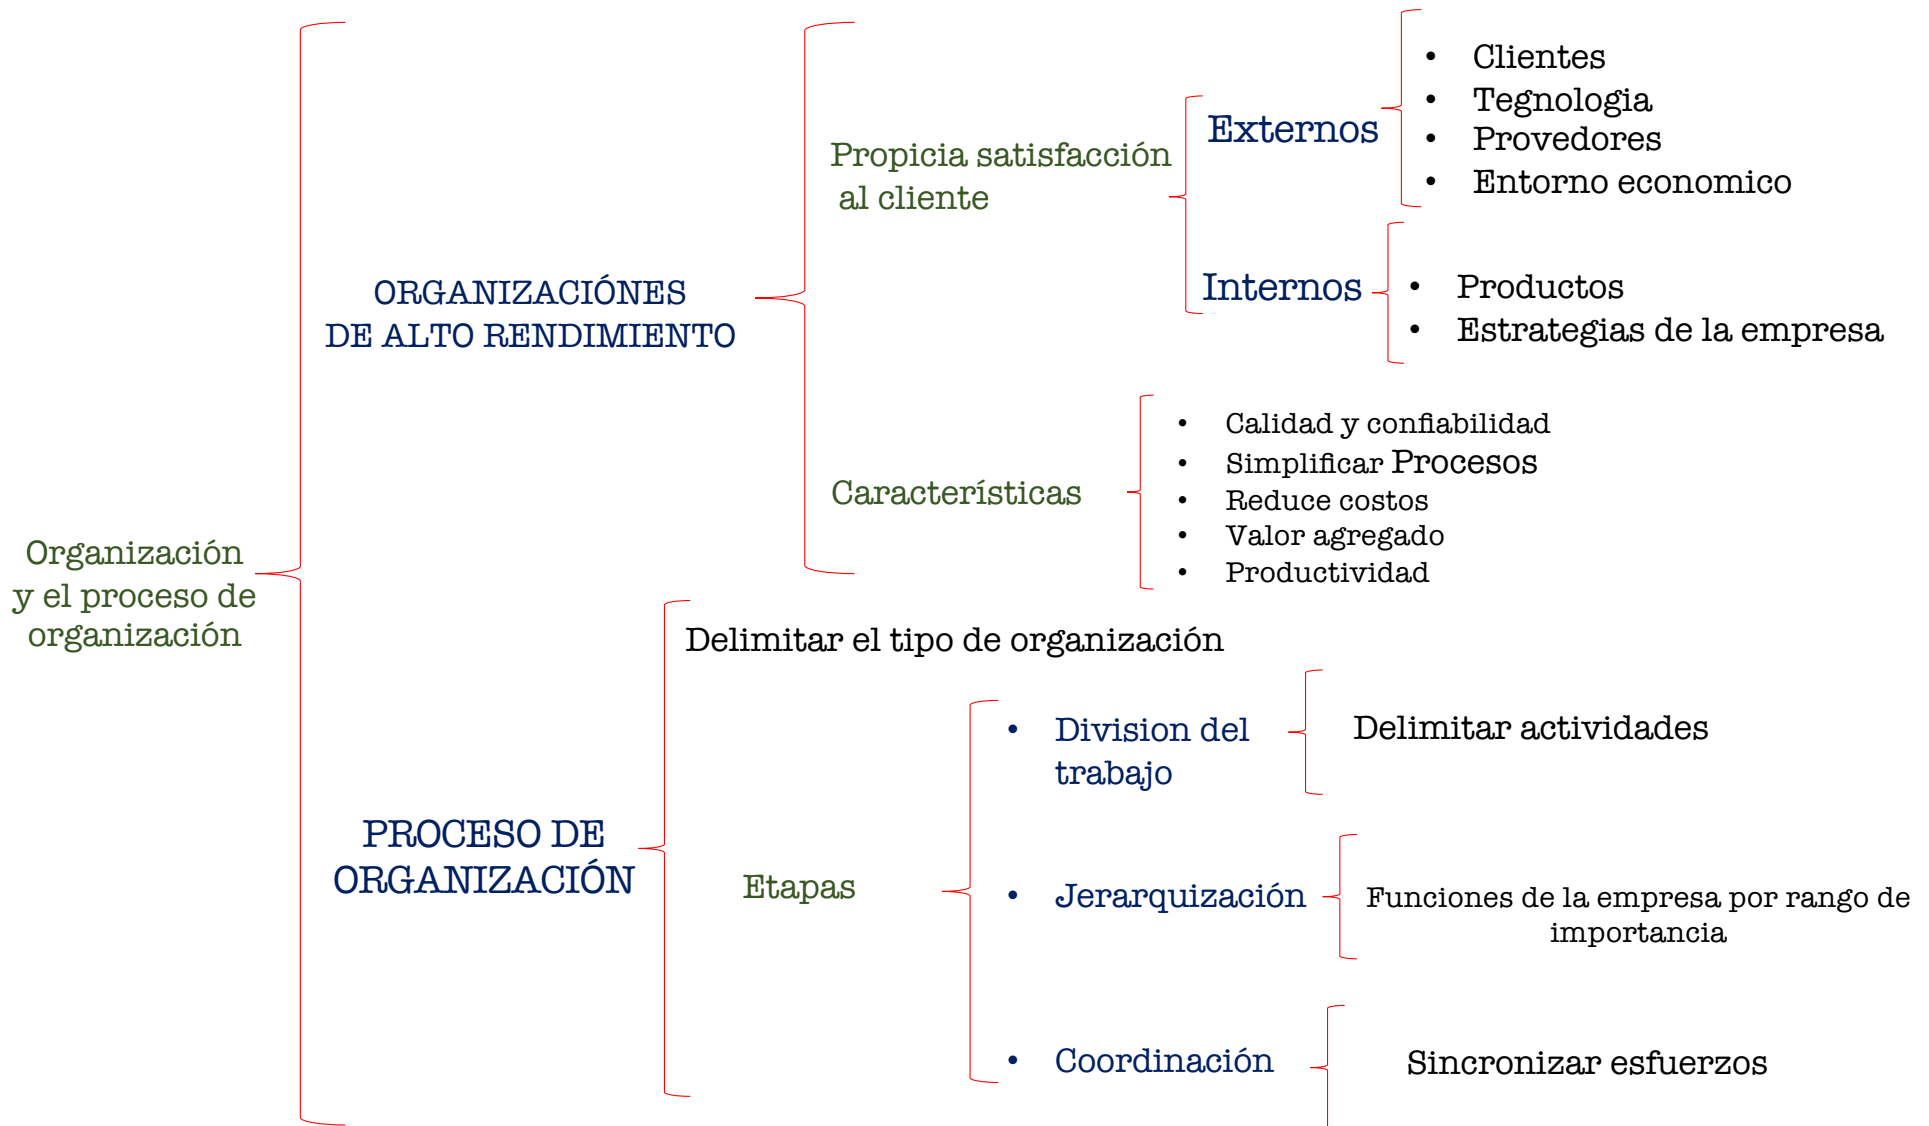 Organización
y el proceso de
organización
ORGANIZACIÓNES
DE ALTO RENDIMIENTO
Propicia satisfacción
al cliente
Externos
• Clientes
• Tegnologia
• Provedores
• Entorno economico
Internos
• Productos
• Estrategias de la empresa
Característísticas
• Calidad y confiabilidad
• Simplificar Procesos
• Reduce costos
• Valor agregado
• Productividad
PROCESO DE
ORGANIZACIÓN
Delimitar el tipo de organización
Etapas
• Division del
trabajo
Delimitar actividades
• Jerarquización
Funciones de la empresa por rango de
importancia
• Coordinación
Sincronizar esfuerzos